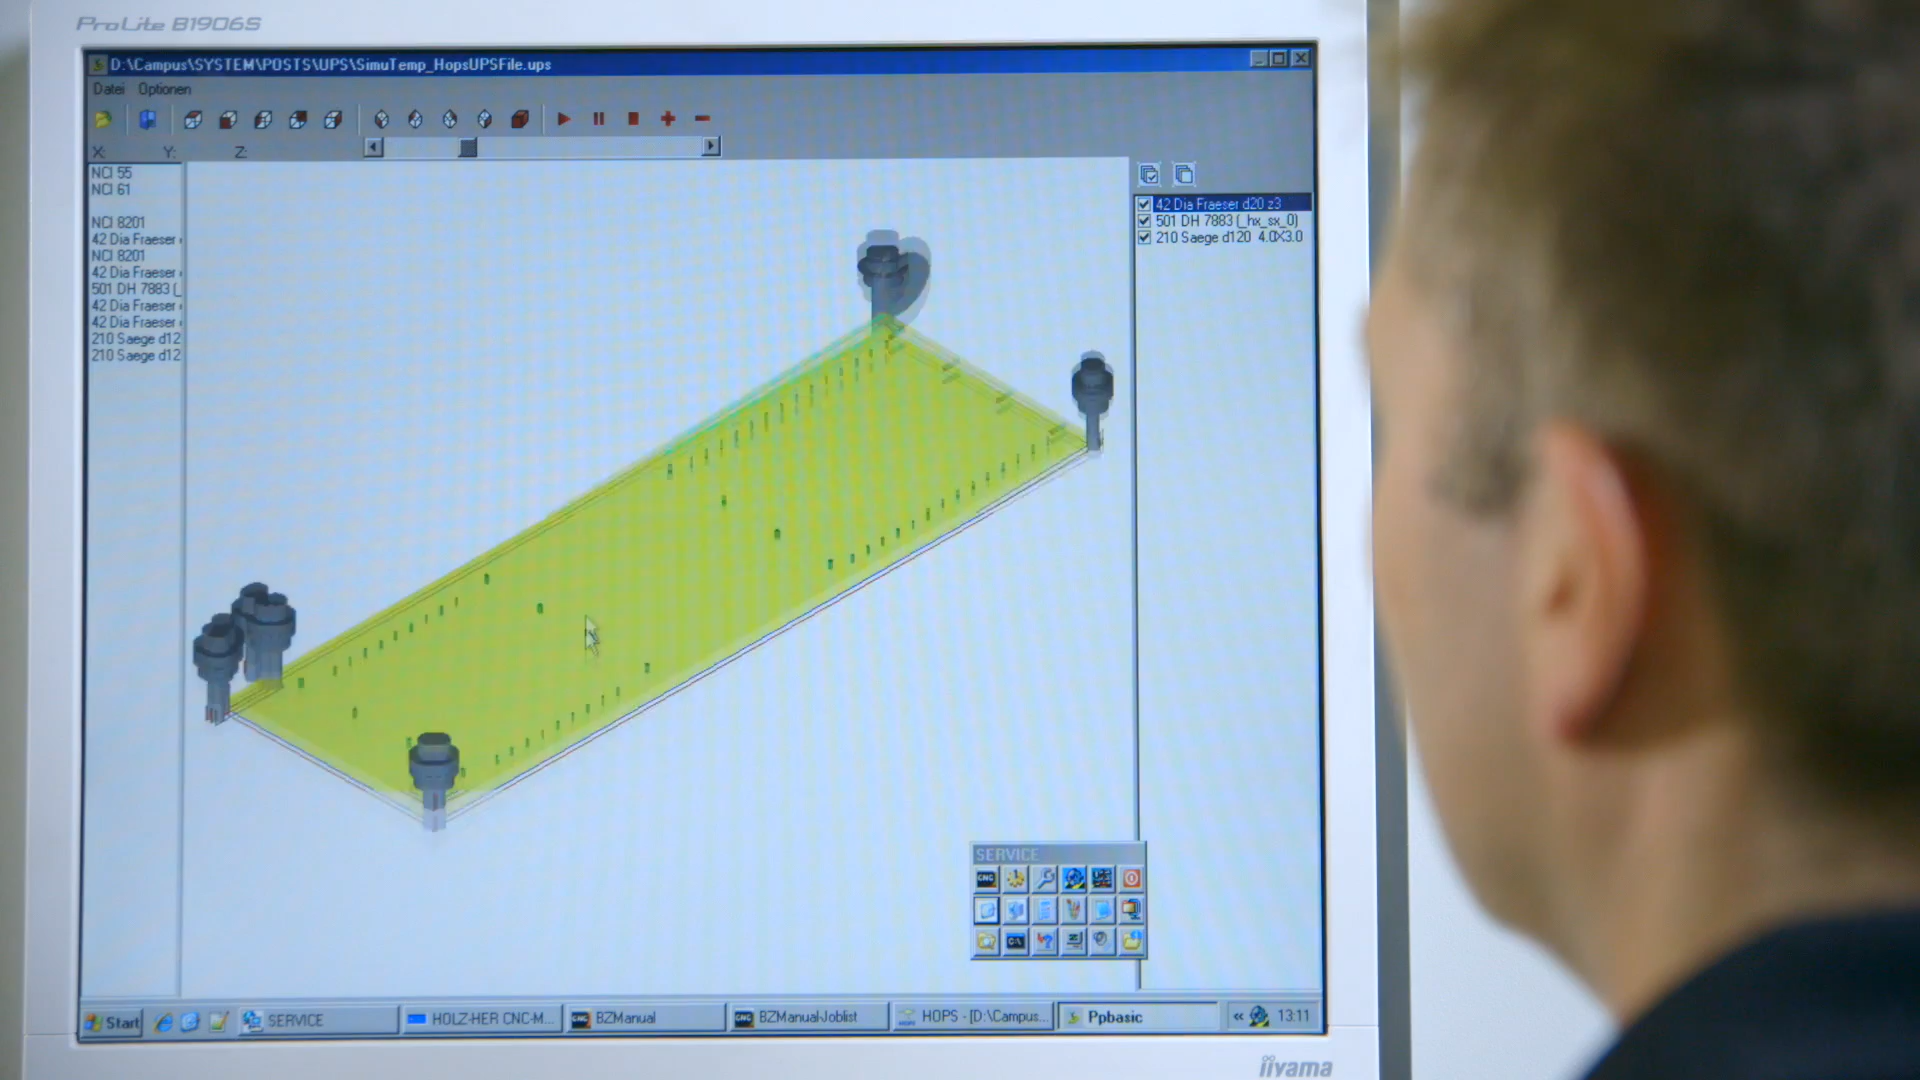 ProLite B1906S
D:\Campus\SYSTEM\POSTS\UPS\SimuTemp_HopsUPSFile.ups
Datei Optionen
X: Y: Z:
NCI 55
NCI 61
NCI 8201
42 Dia Fraeser
NCI 8201
42 Dia Fraeser
501 DH 7883 (_
42 Dia Fraeser
42 Dia Fraeser
210 Saege d12
210 Saege d12
42 Dia Fraeser d20 z3
501 DH 7883 (_hx_sx_0)
210 Saege d120 4.0X3.0
SERVICE
CNC
Start SERVICE HOLZ-HER CNC-M... BZManual BZManual-Joblist HOPS - [D:\Campus... Ppbasic « 13:11
iiyama